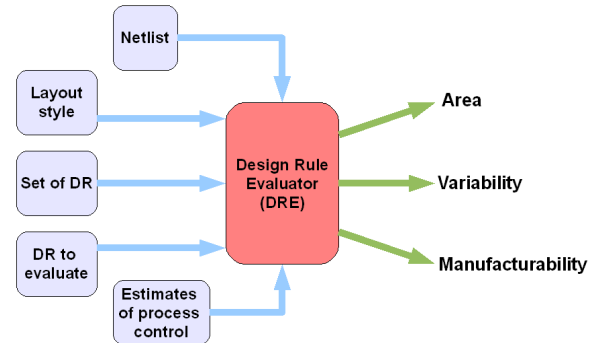 Netlist
Layout
style
Set of DR
DR to
evaluate
Estimates
of process
control
Design Rule
Evaluator
(DRE)
Area
Variability
Manufacturability